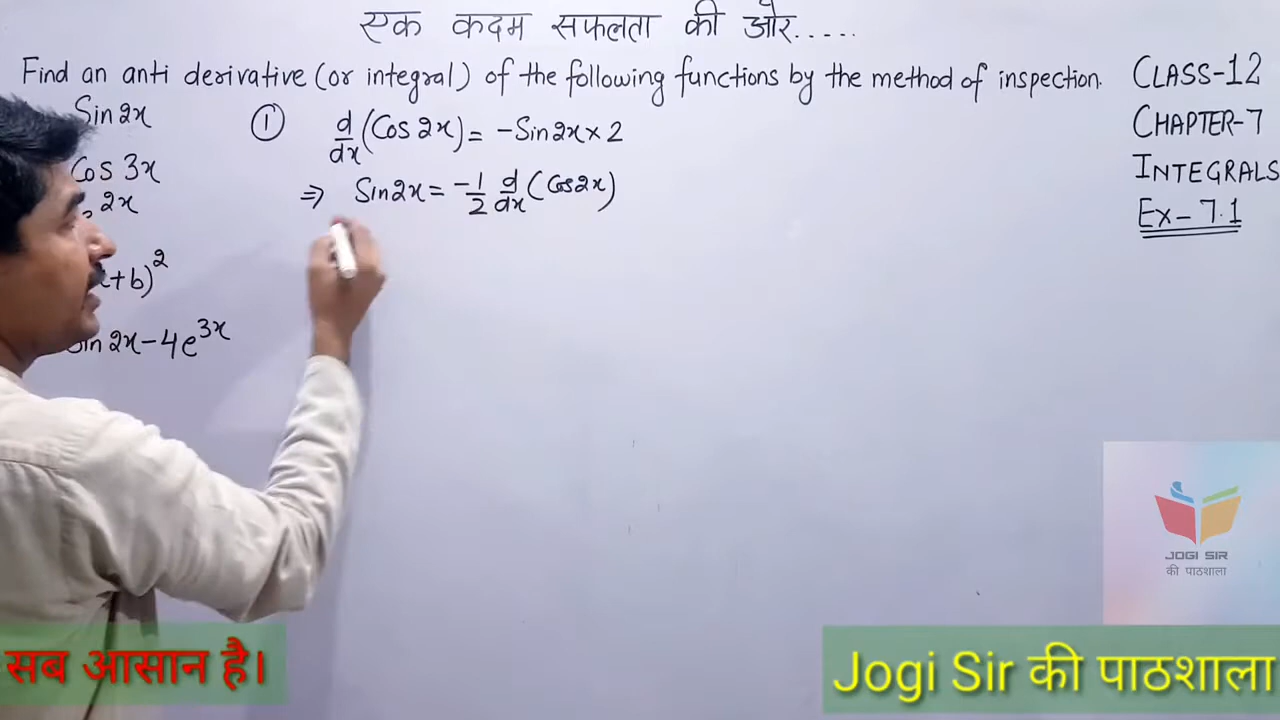 एक कदम सफलता की ओर.....
Find an anti derivative (or integral) of the following functions by the method of inspection.
CLASS-12
CHAPTER-7
INTEGRALS
Ex- 7.1
Sin 2x
Cos 3x
2x
+b)²
Sin 2x - 4e³ˣ
① d/dx (Cos 2x) = -Sin 2x × 2
⇒ Sin 2x = -1/2 d/dx (Cos 2x)
JOGI SIR
की पाठशाला
सब आसान है।
Jogi Sir की पाठशाला